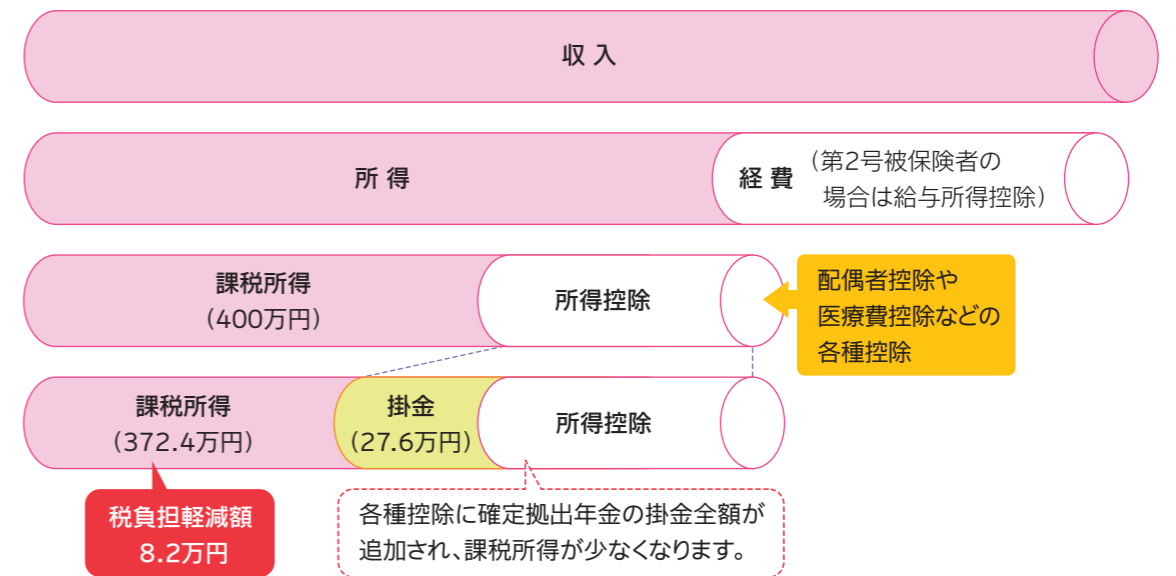 収 入
所 得
経 費
(第2号被保険者の
場合は給与所得控除)
課税所得
(400万円)
所得控除
配偶者控除や
医療費控除などの
各種控除
課税所得
(372.4万円)
掛金
(27.6万円)
所得控除
税負担軽減額
8.2万円
各種控除に確定拠出年金の掛金全額が
追加され、課税所得が少なくなります。